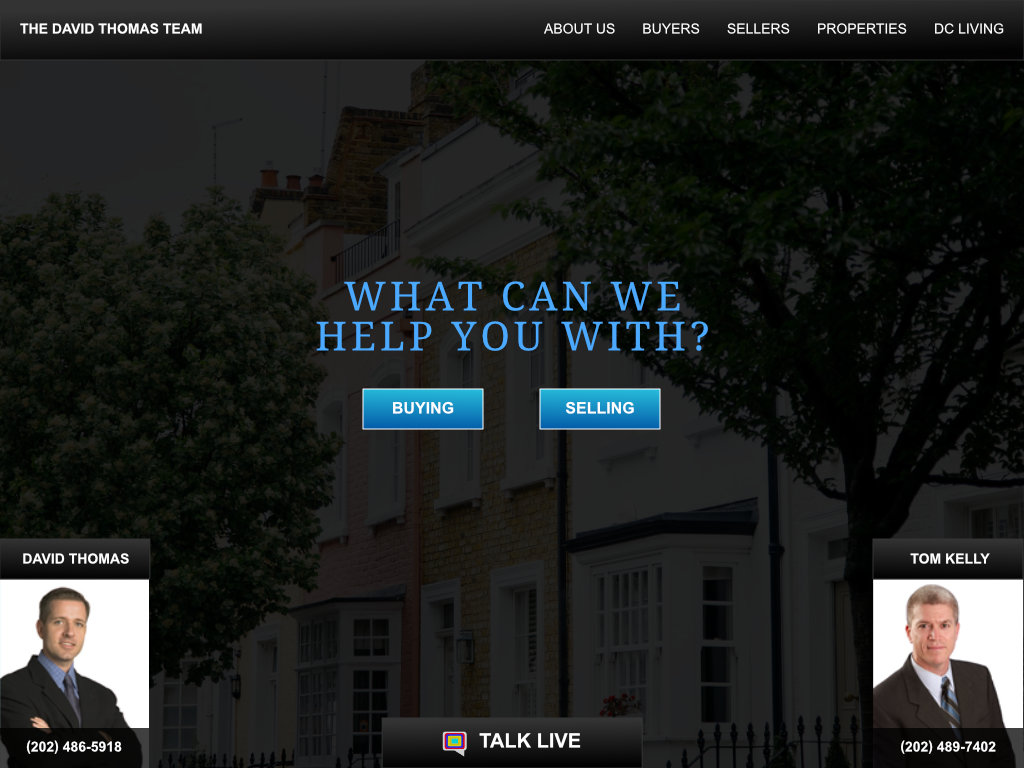 THE DAVID THOMAS TEAM
ABOUT US
BUYERS
SELLERS
PROPERTIES
DC LIVING
WHAT CAN WE
HELP YOU WITH?
BUYING
SELLING
DAVID THOMAS
(202) 486-5918
TALK LIVE
TOM KELLY
(202) 489-7402